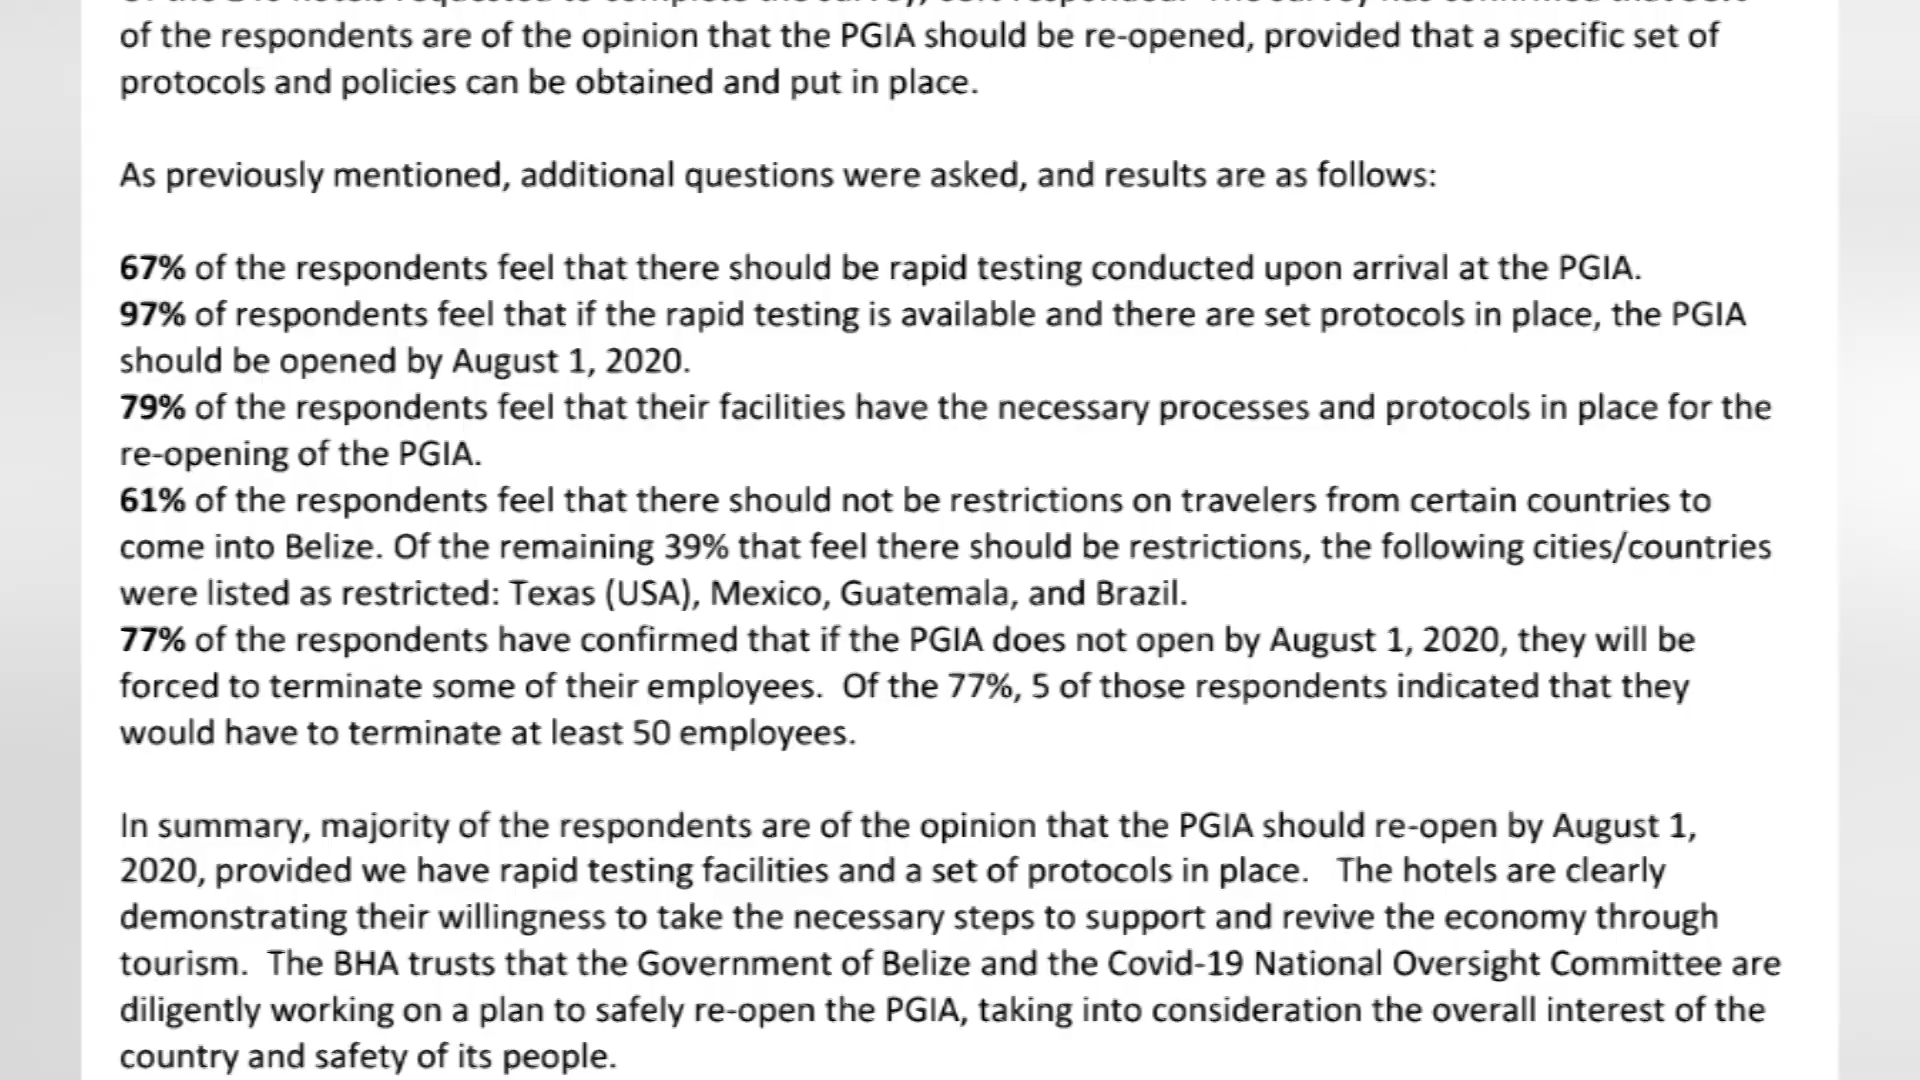 of the respondents are of the opinion that the PGIA should be re-opened, provided that a specific set of
protocols and policies can be obtained and put in place.
As previously mentioned, additional questions were asked, and results are as follows:
67% of the respondents feel that there should be rapid testing conducted upon arrival at the PGIA.
97% of respondents feel that if the rapid testing is available and there are set protocols in place, the PGIA
should be opened by August 1, 2020.
79% of the respondents feel that their facilities have the necessary processes and protocols in place for the
re-opening of the PGIA.
61% of the respondents feel that there should not be restrictions on travelers from certain countries to
come into Belize. Of the remaining 39% that feel there should be restrictions, the following cities/countries
were listed as restricted: Texas (USA), Mexico, Guatemala, and Brazil.
77% of the respondents have confirmed that if the PGIA does not open by August 1, 2020, they will be
forced to terminate some of their employees.  Of the 77%, 5 of those respondents indicated that they
would have to terminate at least 50 employees.
In summary, majority of the respondents are of the opinion that the PGIA should re-open by August 1,
2020, provided we have rapid testing facilities and a set of protocols in place.   The hotels are clearly
demonstrating their willingness to take the necessary steps to support and revive the economy through
tourism.  The BHA trusts that the Government of Belize and the Covid-19 National Oversight Committee are
diligently working on a plan to safely re-open the PGIA, taking into consideration the overall interest of the
country and safety of its people.